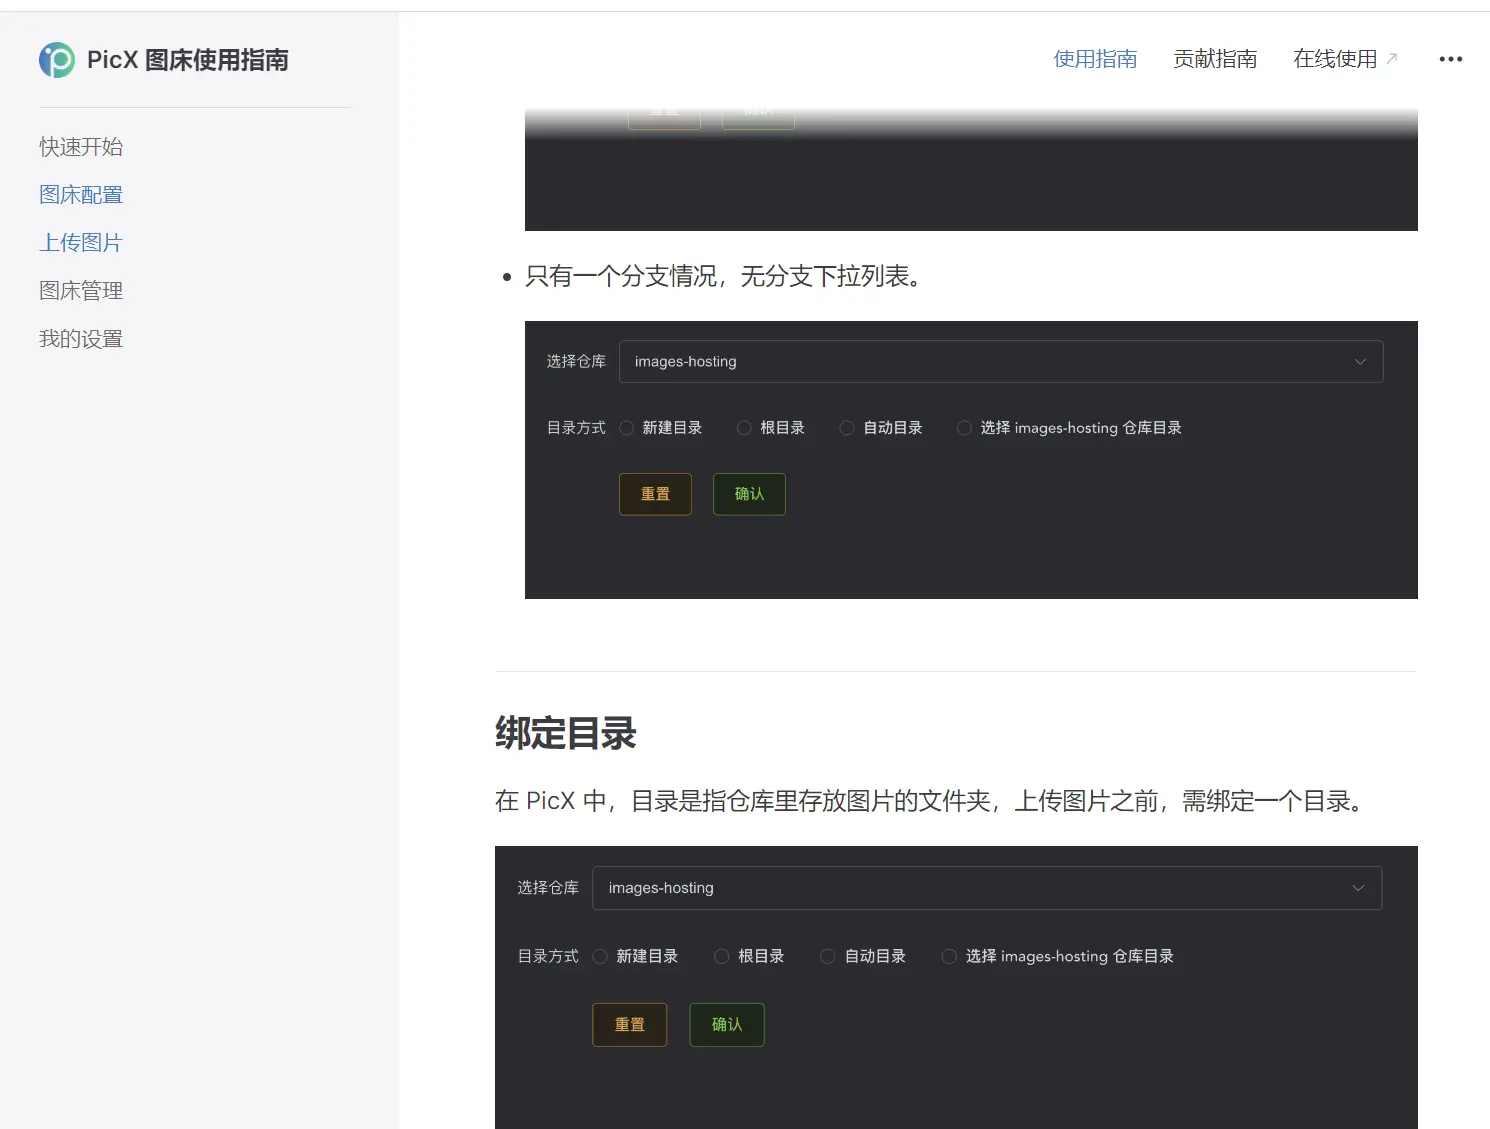 PicX 图床使用指南
使用指南
贡献指南
在线使用
快速开始
图床配置
上传图片
图床管理
我的设置
只有一个分支情况，无分支下拉列表。
选择仓库
images-hosting
目录方式
新建目录
根目录
自动目录
选择 images-hosting 仓库目录
重置
确认
绑定目录
在 PicX 中，目录是指仓库里存放图片的文件夹，上传图片之前，需绑定一个目录。
选择仓库
images-hosting
目录方式
新建目录
根目录
自动目录
选择 images-hosting 仓库目录
重置
确认